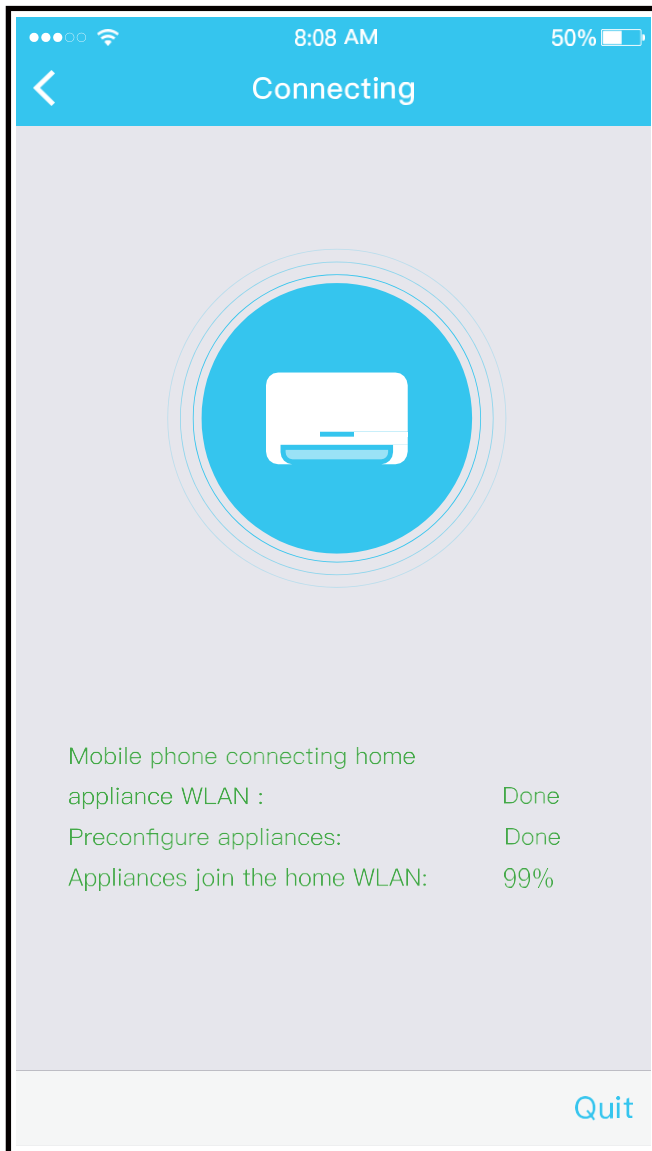 8:08 AM 50%
Connecting
Mobile phone connecting home
appliance WLAN : Done
Preconfigure appliances: Done
Appliances join the home WLAN: 99%
Quit